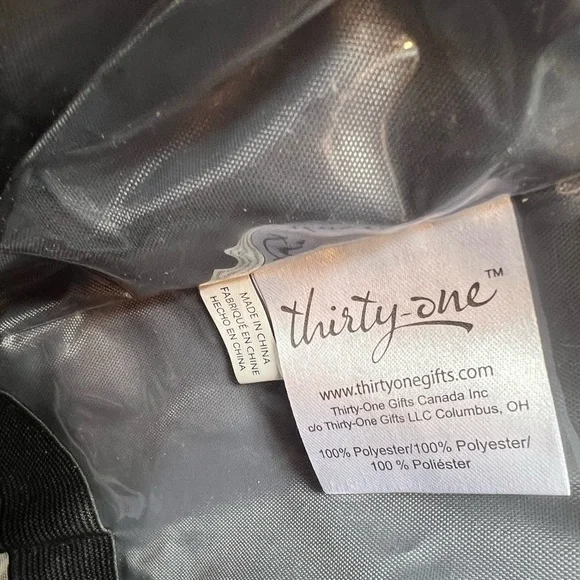 MADE IN CHINA
FABRIQUÉ EN CHINE
HECHO EN CHINA
thirty-one™
www.thirtyonegifts.com
Thirty-One Gifts Canada Inc
c/o Thirty-One Gifts LLC Columbus, OH
100% Polyester/100% Polyester/
100 % Poliéster